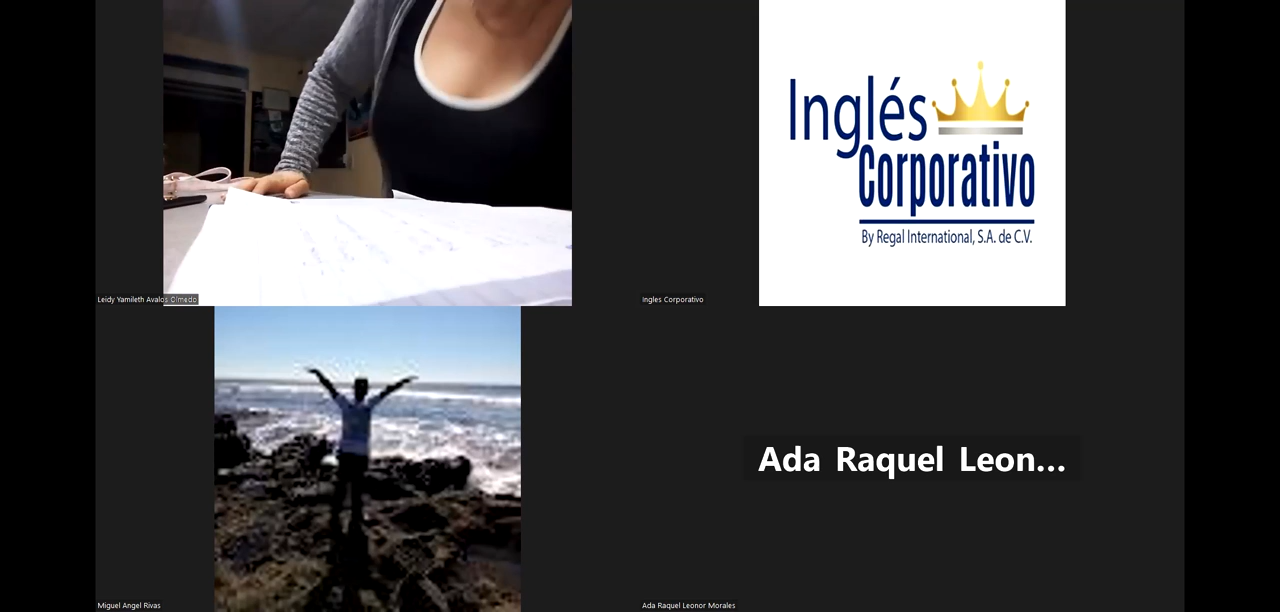 Inglés
Corporativo
By Regal International, S.A. de C.V.
Leidy Yamileth Avalos Olmedo
Ingles Corporativo
Ada Raquel Leon...
Miguel Angel Rivas
Ada Raquel Leonor Morales